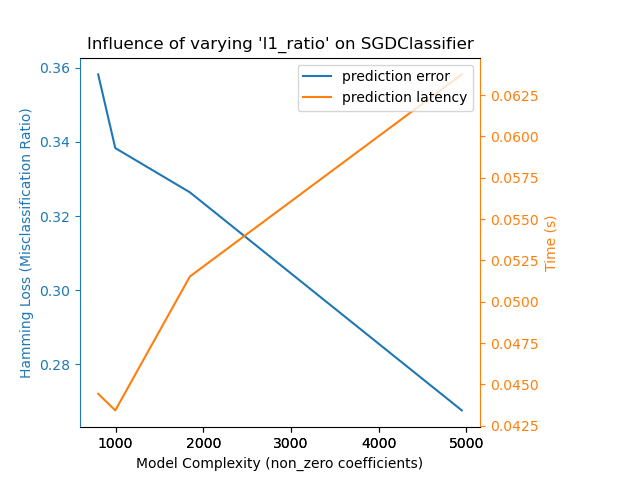 Influence of varying 'l1_ratio' on SGDClassifier
prediction error
prediction latency
Hamming Loss (Misclassification Ratio)
0.36
0.34
0.32
0.30
0.28
0.0625
0.0600
0.0575
0.0550
0.0525
0.0500
0.0475
0.0450
0.0425
Time (s)
1000 2000 3000 4000 5000
Model Complexity (non_zero coefficients)